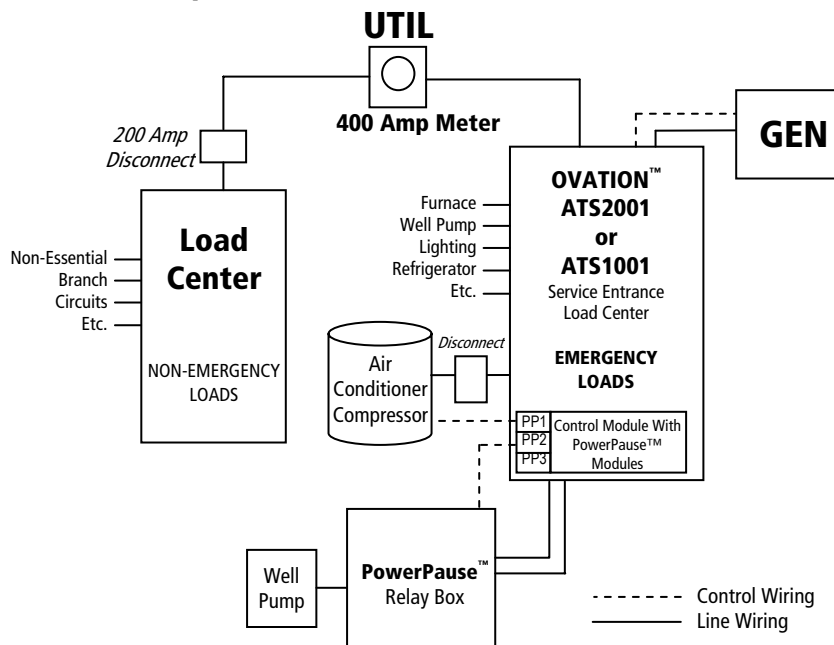 UTIL
400 Amp Meter
200 Amp
Disconnect
GEN
Load
Center
NON-EMERGENCY
LOADS
Non-Essential
Branch
Circuits
Etc.
Furnace
Well Pump
Lighting
Refrigerator
Etc.
OVATION™
ATS2001
or
ATS1001
Service Entrance
Load Center
EMERGENCY
LOADS
Disconnect
Air
Conditioner
Compressor
PP1
PP2
PP3
Control Module With
PowerPause™
Modules
Well
Pump
PowerPause™
Relay Box
Control Wiring
Line Wiring